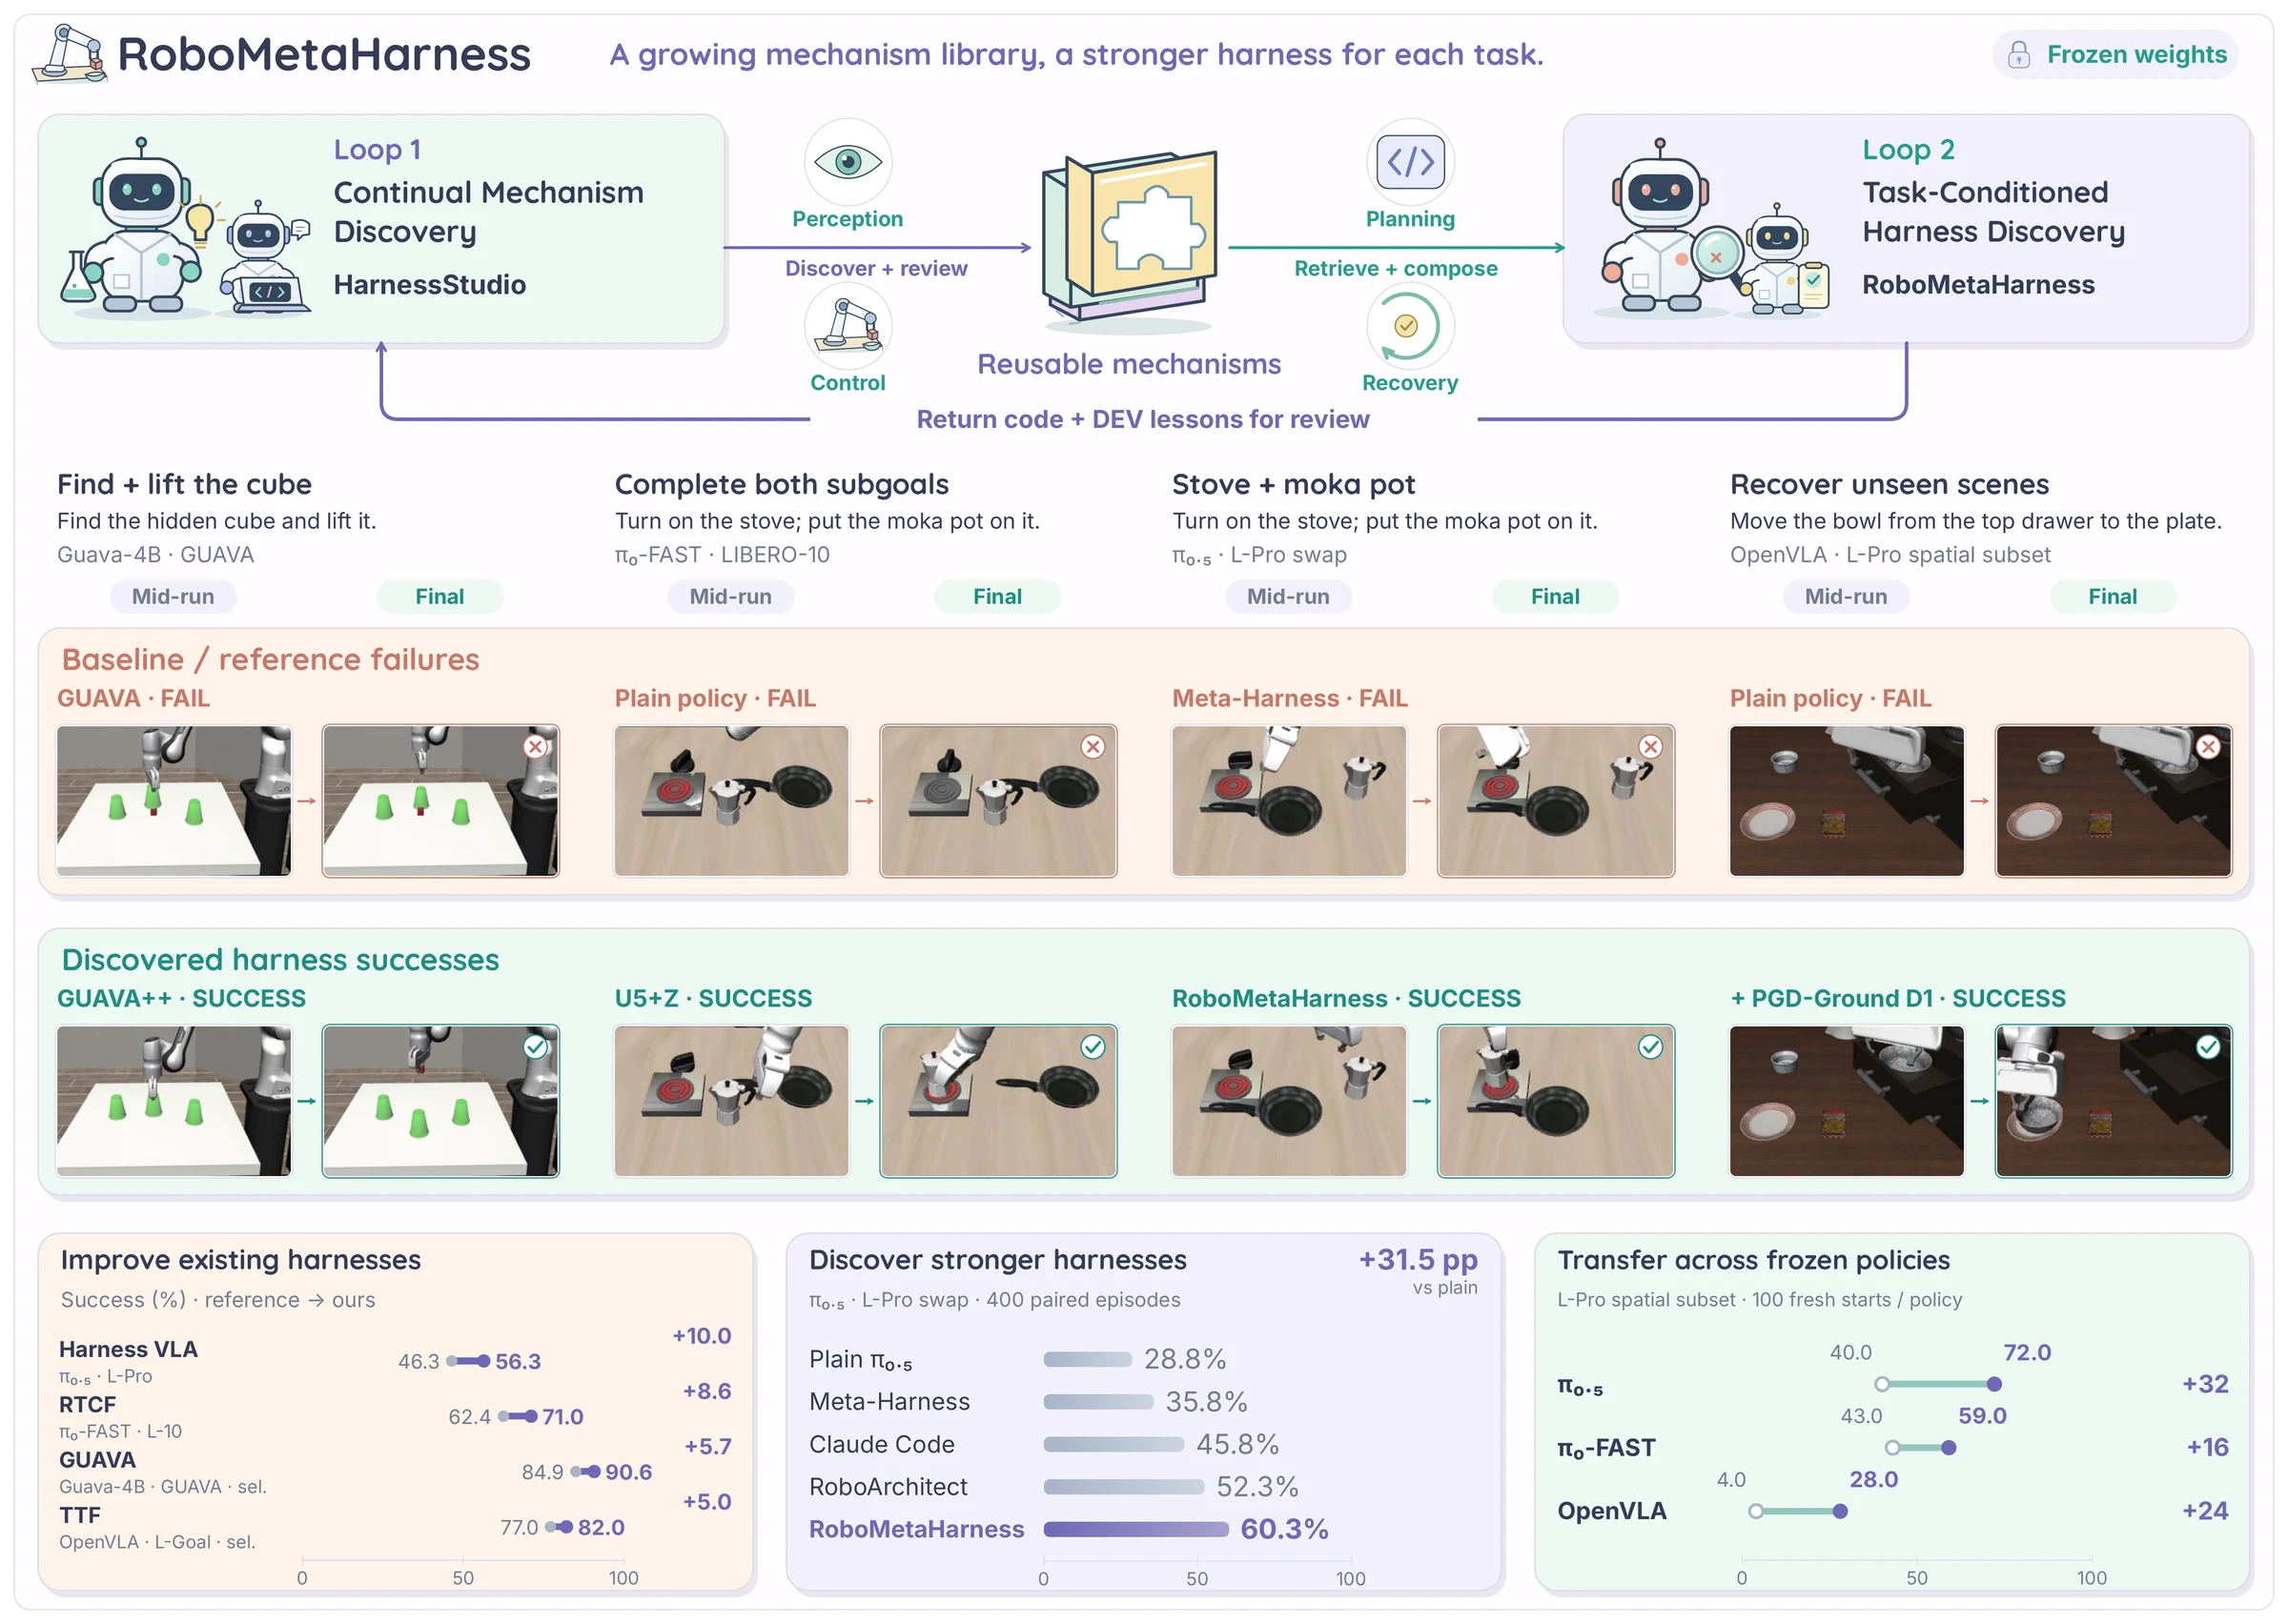 RoboMetaHarness
A growing mechanism library, a stronger harness for each task.
Frozen weights
Loop 1
Continual Mechanism
Discovery
HarnessStudio
Perception
Discover + review
Control
Reusable mechanisms
Planning
Retrieve + compose
Recovery
Loop 2
Task-Conditioned
Harness Discovery
RoboMetaHarness
Return code + DEV lessons for review
Find + lift the cube
Find the hidden cube and lift it.
Guava-4B · GUAVA
Mid-run
Final
Complete both subgoals
Turn on the stove; put the moka pot on it.
π₀-FAST · LIBERO-10
Mid-run
Final
Stove + moka pot
Turn on the stove; put the moka pot on it.
π₀.₅ · L-Pro swap
Mid-run
Final
Recover unseen scenes
Move the bowl from the top drawer to the plate.
OpenVLA · L-Pro spatial subset
Mid-run
Final
Baseline / reference failures
GUAVA · FAIL
Plain policy · FAIL
Meta-Harness · FAIL
Plain policy · FAIL
Discovered harness successes
GUAVA++ · SUCCESS
U5+Z · SUCCESS
RoboMetaHarness · SUCCESS
+ PGD-Ground D1 · SUCCESS
Improve existing harnesses
Success (%) · reference → ours
+10.0
Harness VLA
46.3 56.3
π₀.₅ · L-Pro
+8.6
RTCF
62.4 71.0
π₀-FAST · L-10
+5.7
GUAVA
84.9 90.6
Guava-4B · GUAVA · sel.
+5.0
TTF
77.0 82.0
OpenVLA · L-Goal · sel.
0 50 100
Discover stronger harnesses
+31.5 pp
vs plain
π₀.₅ · L-Pro swap · 400 paired episodes
Plain π₀.₅ 28.8%
Meta-Harness 35.8%
Claude Code 45.8%
RoboArchitect 52.3%
RoboMetaHarness 60.3%
0 50 100
Transfer across frozen policies
L-Pro spatial subset · 100 fresh starts / policy
40.0 72.0
π₀.₅ +32
43.0 59.0
π₀-FAST +16
4.0 28.0
OpenVLA +24
0 50 100